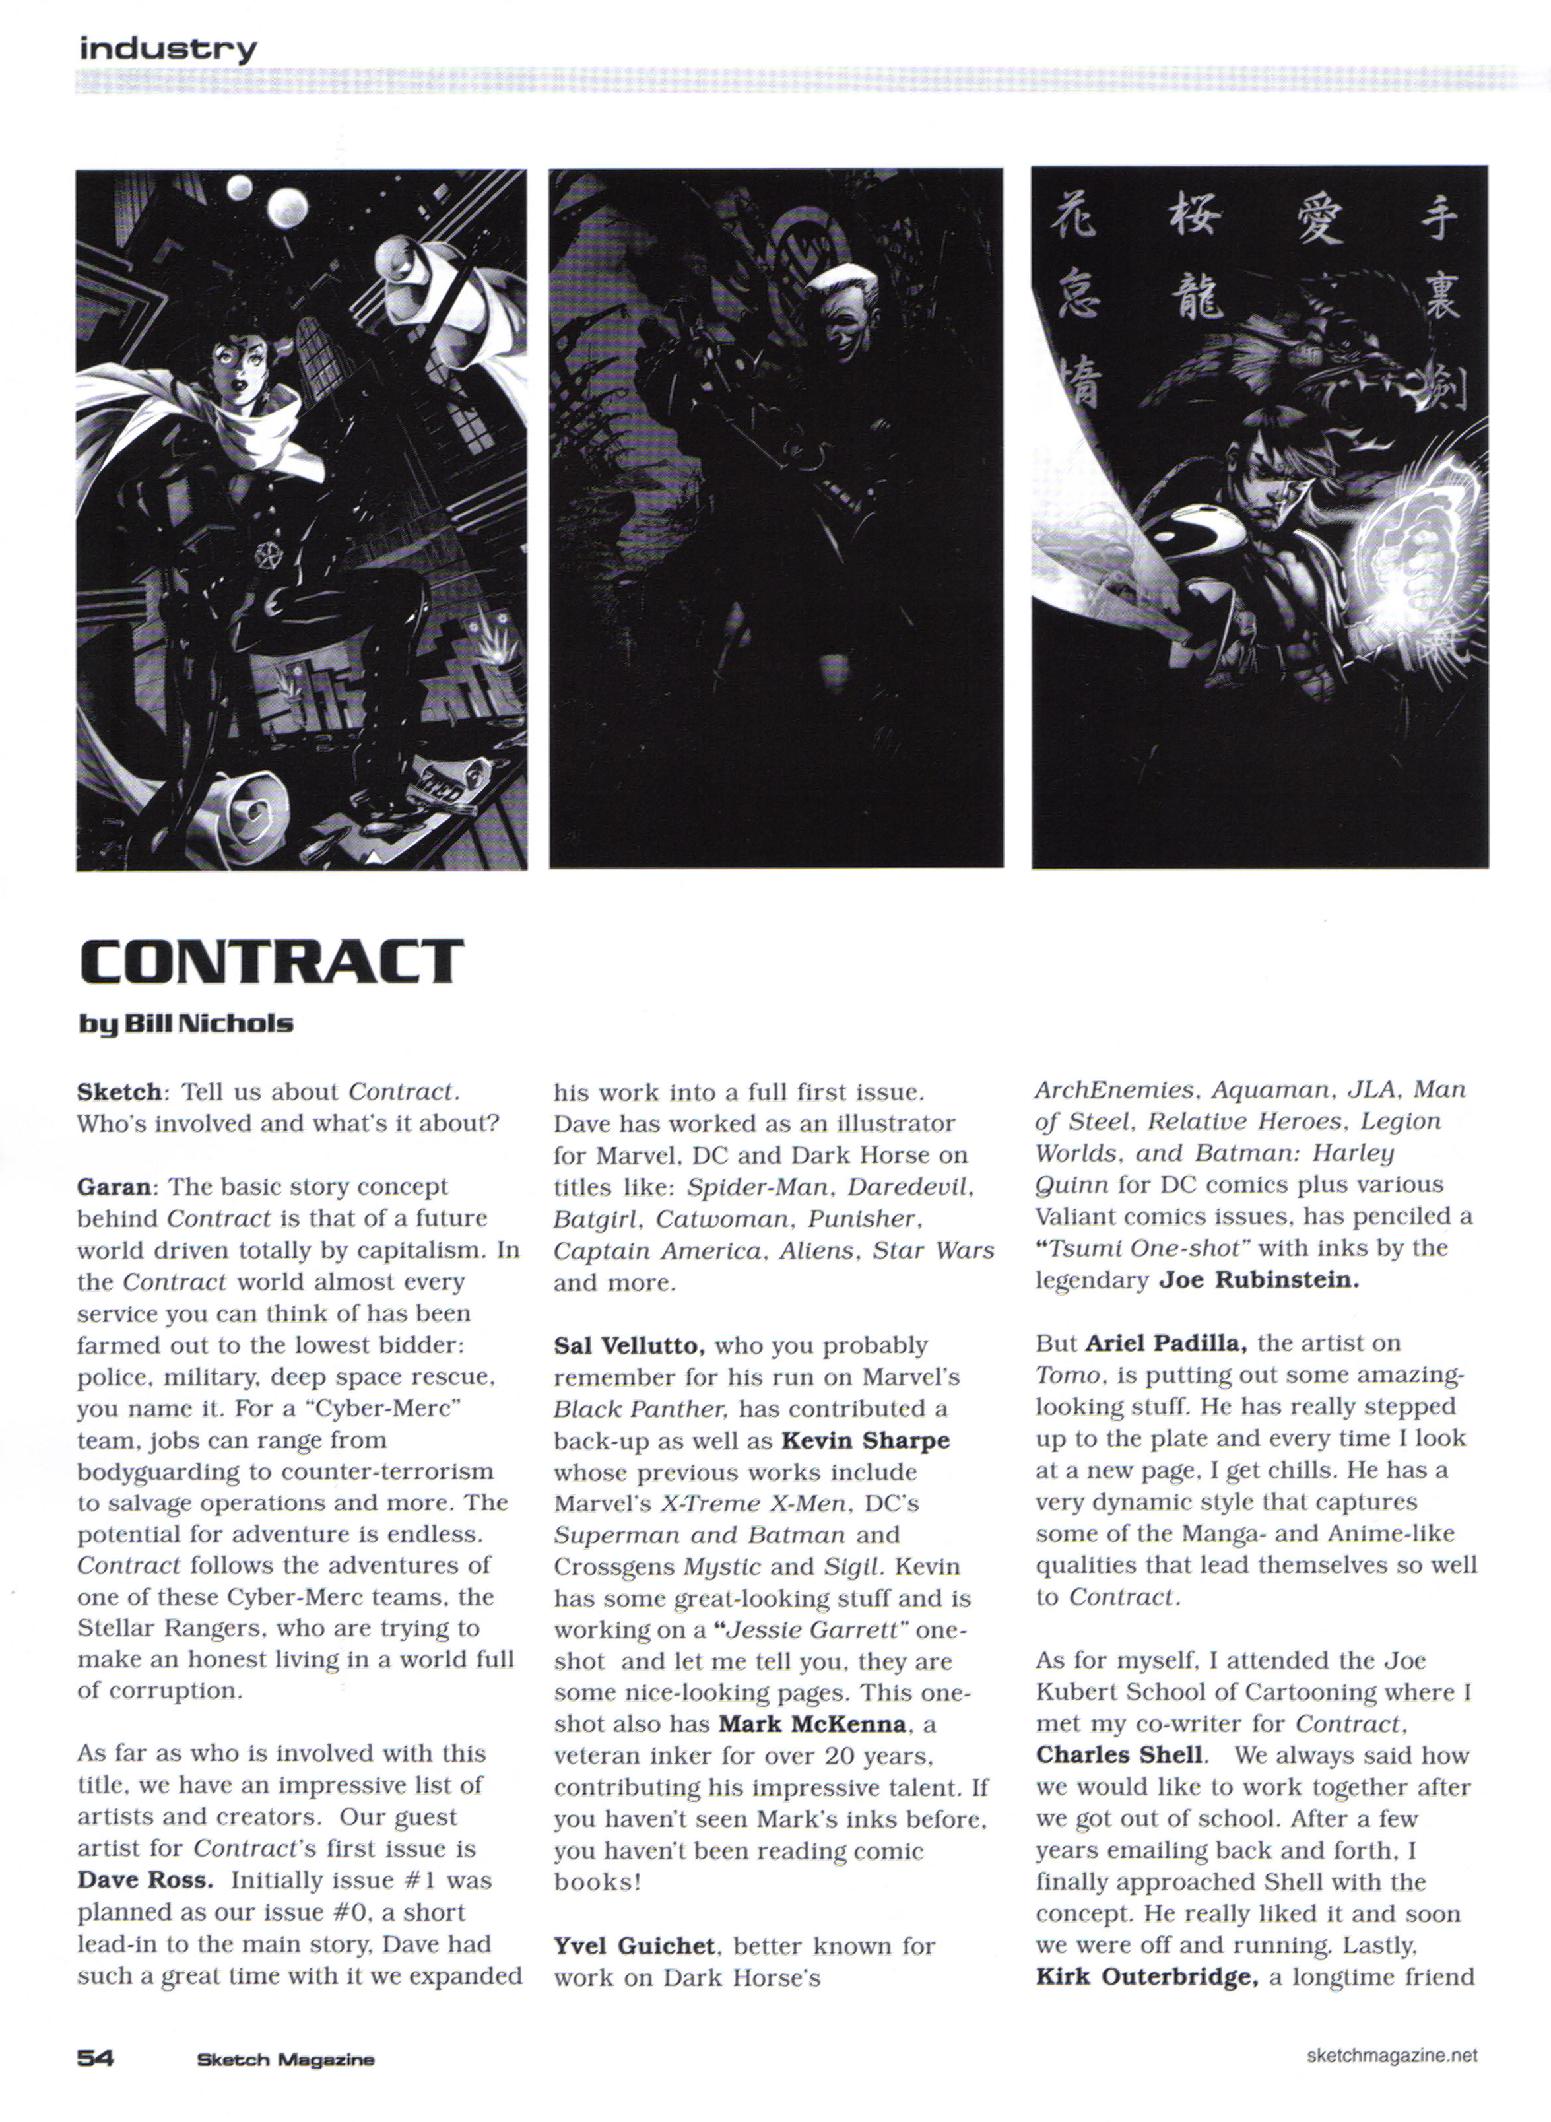 industry
花 桜 愛 手
怠 龍 裏
惰 剣
CONTRACT
by Bill Nichols
Sketch: Tell us about Contract.
Who's involved and what's it about?
Garan: The basic story concept
behind Contract is that of a future
world driven totally by capitalism. In
the Contract world almost every
service you can think of has been
farmed out to the lowest bidder:
police, military, deep space rescue,
you name it. For a “Cyber-Merc”
team, jobs can range from
bodyguarding to counter-terrorism
to salvage operations and more. The
potential for adventure is endless.
Contract follows the adventures of
one of these Cyber-Merc teams, the
Stellar Rangers, who are trying to
make an honest living in a world full
of corruption.
As far as who is involved with this
title, we have an impressive list of
artists and creators. Our guest
artist for Contract's first issue is
Dave Ross. Initially issue #1 was
planned as our issue #0, a short
lead-in to the main story, Dave had
such a great time with it we expanded
his work into a full first issue.
Dave has worked as an illustrator
for Marvel, DC and Dark Horse on
titles like: Spider-Man, Daredevil,
Batgirl, Catwoman, Punisher,
Captain America, Aliens, Star Wars
and more.
Sal Vellutto, who you probably
remember for his run on Marvel's
Black Panther, has contributed a
back-up as well as Kevin Sharpe
whose previous works include
Marvel's X-Treme X-Men, DC's
Superman and Batman and
Crossgens Mystic and Sigil. Kevin
has some great-looking stuff and is
working on a “Jessie Garrett” one-
shot and let me tell you, they are
some nice-looking pages. This one-
shot also has Mark McKenna, a
veteran inker for over 20 years,
contributing his impressive talent. If
you haven't seen Mark's inks before,
you haven't been reading comic
books!
Yvel Guichet, better known for
work on Dark Horse's
ArchEnemies, Aquaman, JLA, Man
of Steel, Relative Heroes, Legion
Worlds, and Batman: Harley
Quinn for DC comics plus various
Valiant comics issues, has penciled a
“Tsumi One-shot” with inks by the
legendary Joe Rubinstein.
But Ariel Padilla, the artist on
Tomo, is putting out some amazing-
looking stuff. He has really stepped
up to the plate and every time I look
at a new page, I get chills. He has a
very dynamic style that captures
some of the Manga- and Anime-like
qualities that lead themselves so well
to Contract.
As for myself, I attended the Joe
Kubert School of Cartooning where I
met my co-writer for Contract,
Charles Shell. We always said how
we would like to work together after
we got out of school. After a few
years emailing back and forth, I
finally approached Shell with the
concept. He really liked it and soon
we were off and running. Lastly,
Kirk Outerbridge, a longtime friend
54 Sketch Magazine sketchmagazine.net